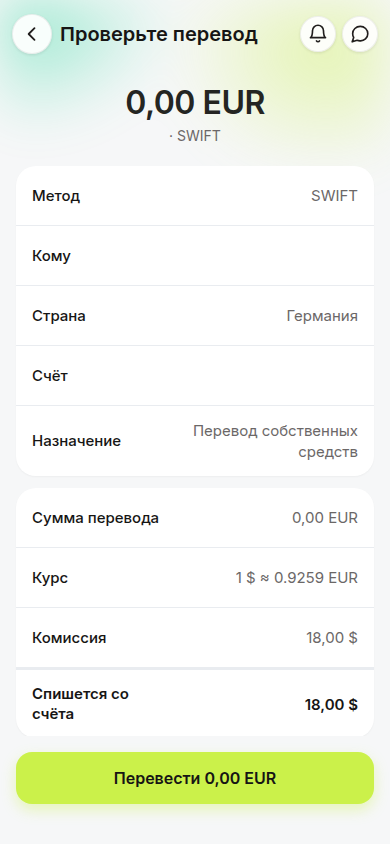 Проверьте перевод
0,00 EUR
· SWIFT
Метод SWIFT
Кому
Страна Германия
Счёт
Назначение Перевод собственных
средств
Сумма перевода 0,00 EUR
Курс 1 $ ≈ 0.9259 EUR
Комиссия 18,00 $
Спишется со
счёта 18,00 $
Перевести 0,00 EUR